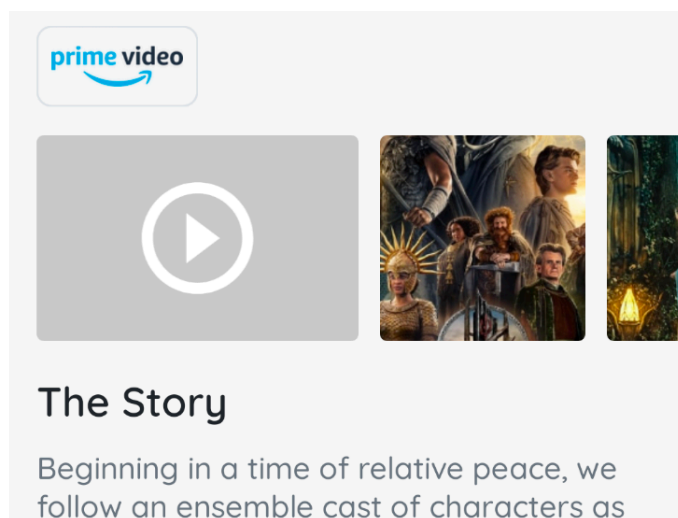 prime video
The Story
Beginning in a time of relative peace, we
follow an ensemble cast of characters as